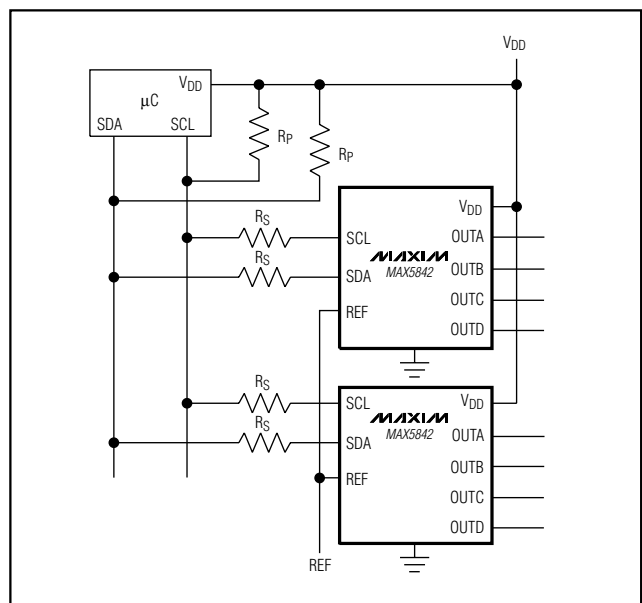 VDD
VDD
µC
SDA SCL
RP
RP
VDD
RS
SCL
OUTA
MAXIM
MAX5842
RS
SDA
OUTB
OUTC
REF
OUTD
RS
SCL
VDD
MAXIM
MAX5842
RS
SDA
OUTA
OUTB
REF
OUTC
OUTD
REF